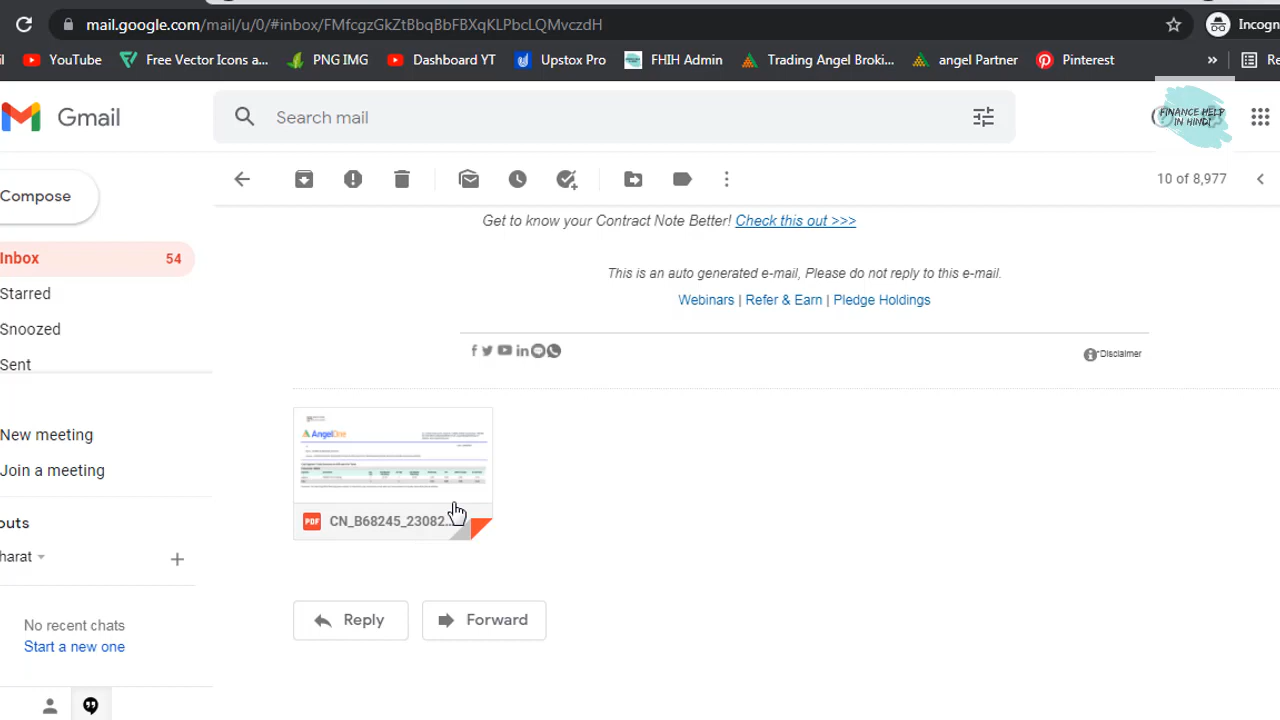 mail.google.com/mail/u/0/#inbox/FMfcgzGkZtBbqBbFBXqKLPbcLQMvczdH
Incogn
YouTube
Free Vector Icons a...
PNG IMG
Dashboard YT
Upstox Pro
FHIH Admin
Trading Angel Broki...
angel Partner
Pinterest
»
Re
Gmail
Search mail
FINANCE HELP
IN HINDI
Compose
10 of 8,977
Get to know your Contract Note Better! Check this out >>>
Inbox
54
Starred
This is an auto generated e-mail, Please do not reply to this e-mail.
Webinars | Refer & Earn | Pledge Holdings
Snoozed
Sent
*Disclaimer
AngelOne
New meeting
Join a meeting
PDF
CN_B68245_23082...
outs
harat
Reply
Forward
No recent chats
Start a new one